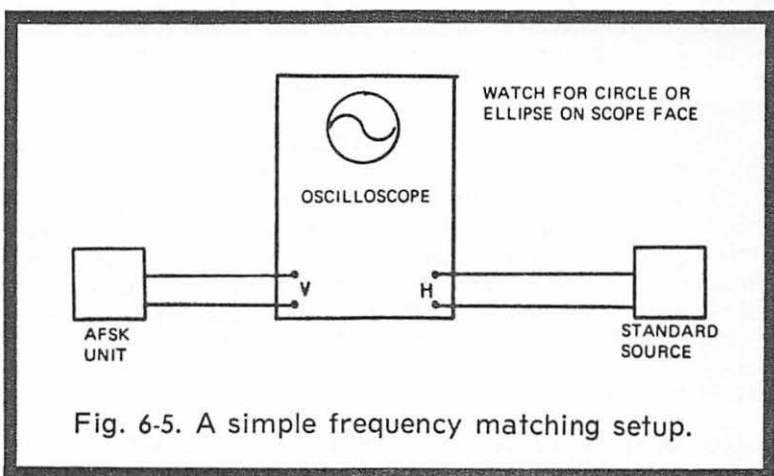 WATCH FOR CIRCLE OR
ELLIPSE ON SCOPE FACE
OSCILLOSCOPE
V
H
AFSK
UNIT
STANDARD
SOURCE
Fig. 6-5. A simple frequency matching setup.